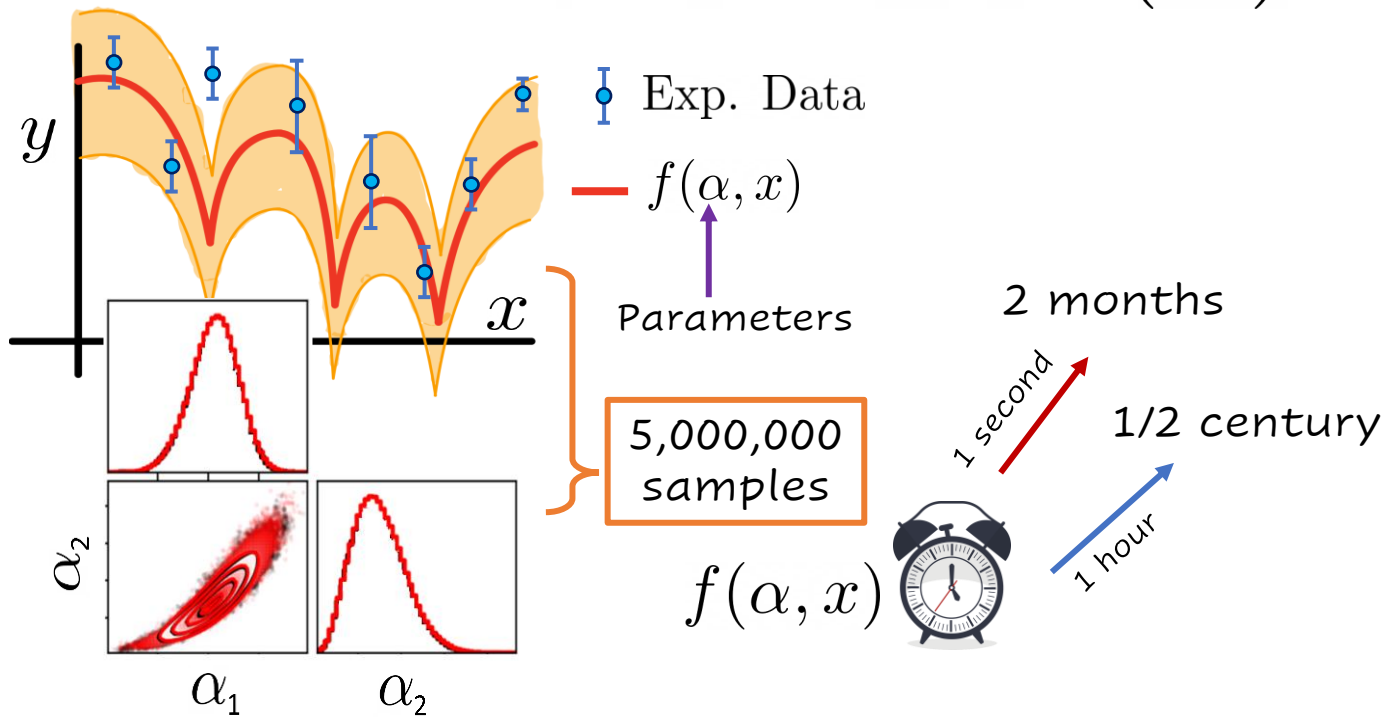 y
Exp. Data
f(α, x)
Parameters
x
2 months
1 second
1/2 century
5,000,000
samples
1 hour
f(α, x)
α₂
α₁
α₂